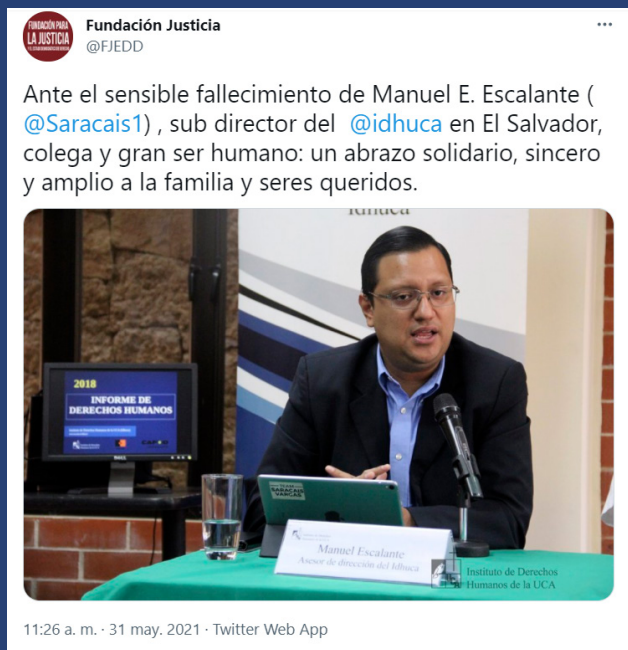 FUNDACIÓN PARA
LA JUSTICIA
Fundación Justicia
@FJEDD
Ante el sensible fallecimiento de Manuel E. Escalante (
@Saracais1) , sub director del @idhuca en El Salvador,
colega y gran ser humano: un abrazo solidario, sincero
y amplio a la familia y seres queridos.
Idhuca
2018
INFORME DE
DERECHOS HUMANOS
DELL
SARACAIS
VARGAS
Manuel Escalante
Asesor de dirección del Idhuca
Instituto de Derechos
Humanos de la UCA
11:26 a. m. · 31 may. 2021 · Twitter Web App